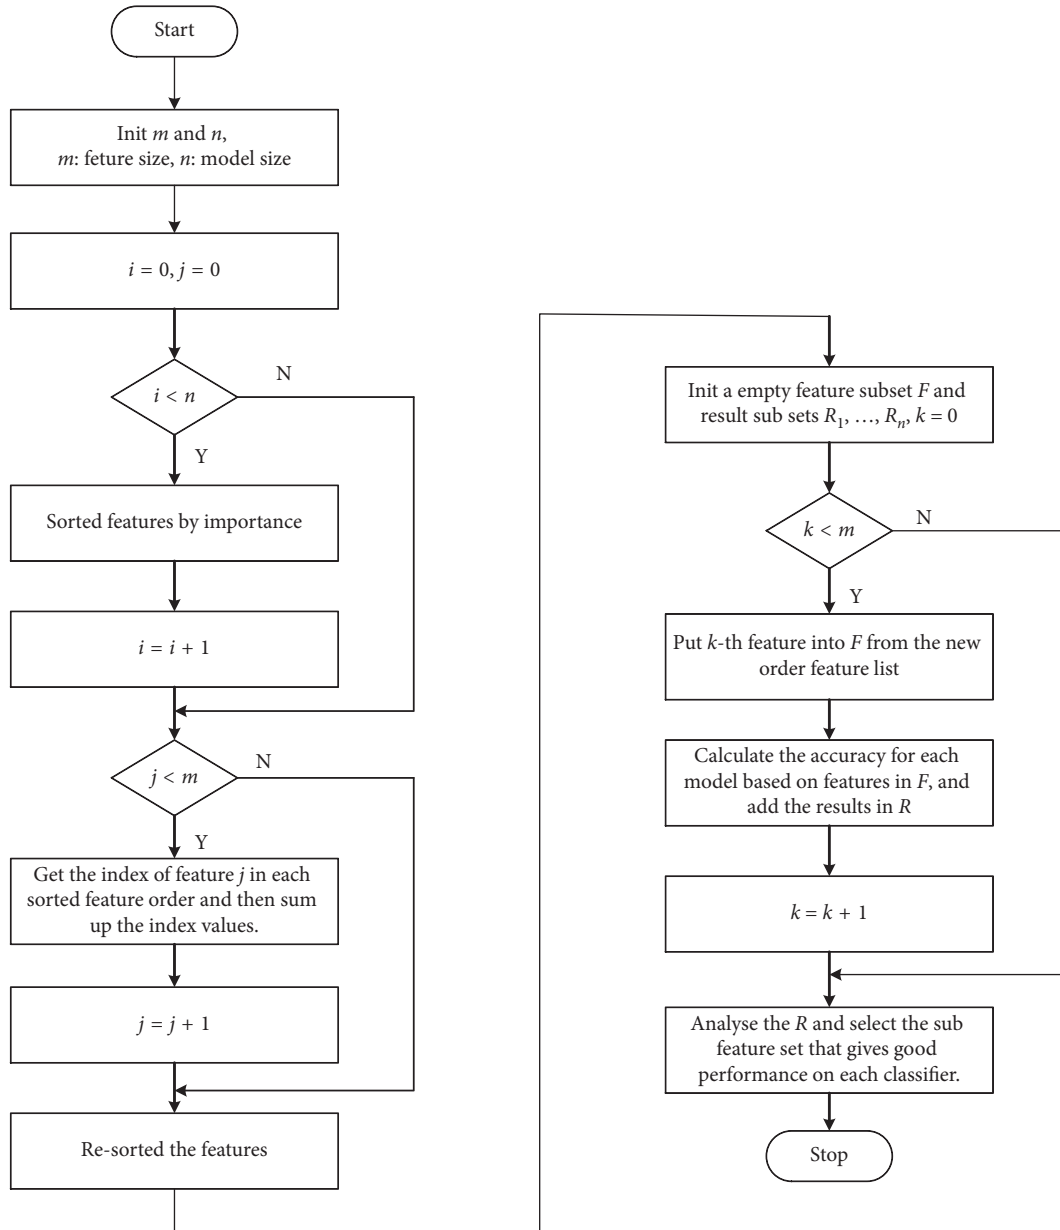 Start
Init m and n,
m: feture size, n: model size
i = 0, j = 0
i < n
N
Y
Sorted features by importance
i = i + 1
j < m
N
Y
Get the index of feature j in each
sorted feature order and then sum
up the index values.
j = j + 1
Re-sorted the features
Init a empty feature subset F and
result sub sets R1, …, Rn, k = 0
k < m
N
Y
Put k-th feature into F from the new
order feature list
Calculate the accuracy for each
model based on features in F, and
add the results in R
k = k + 1
Analyse the R and select the sub
feature set that gives good
performance on each classifier.
Stop